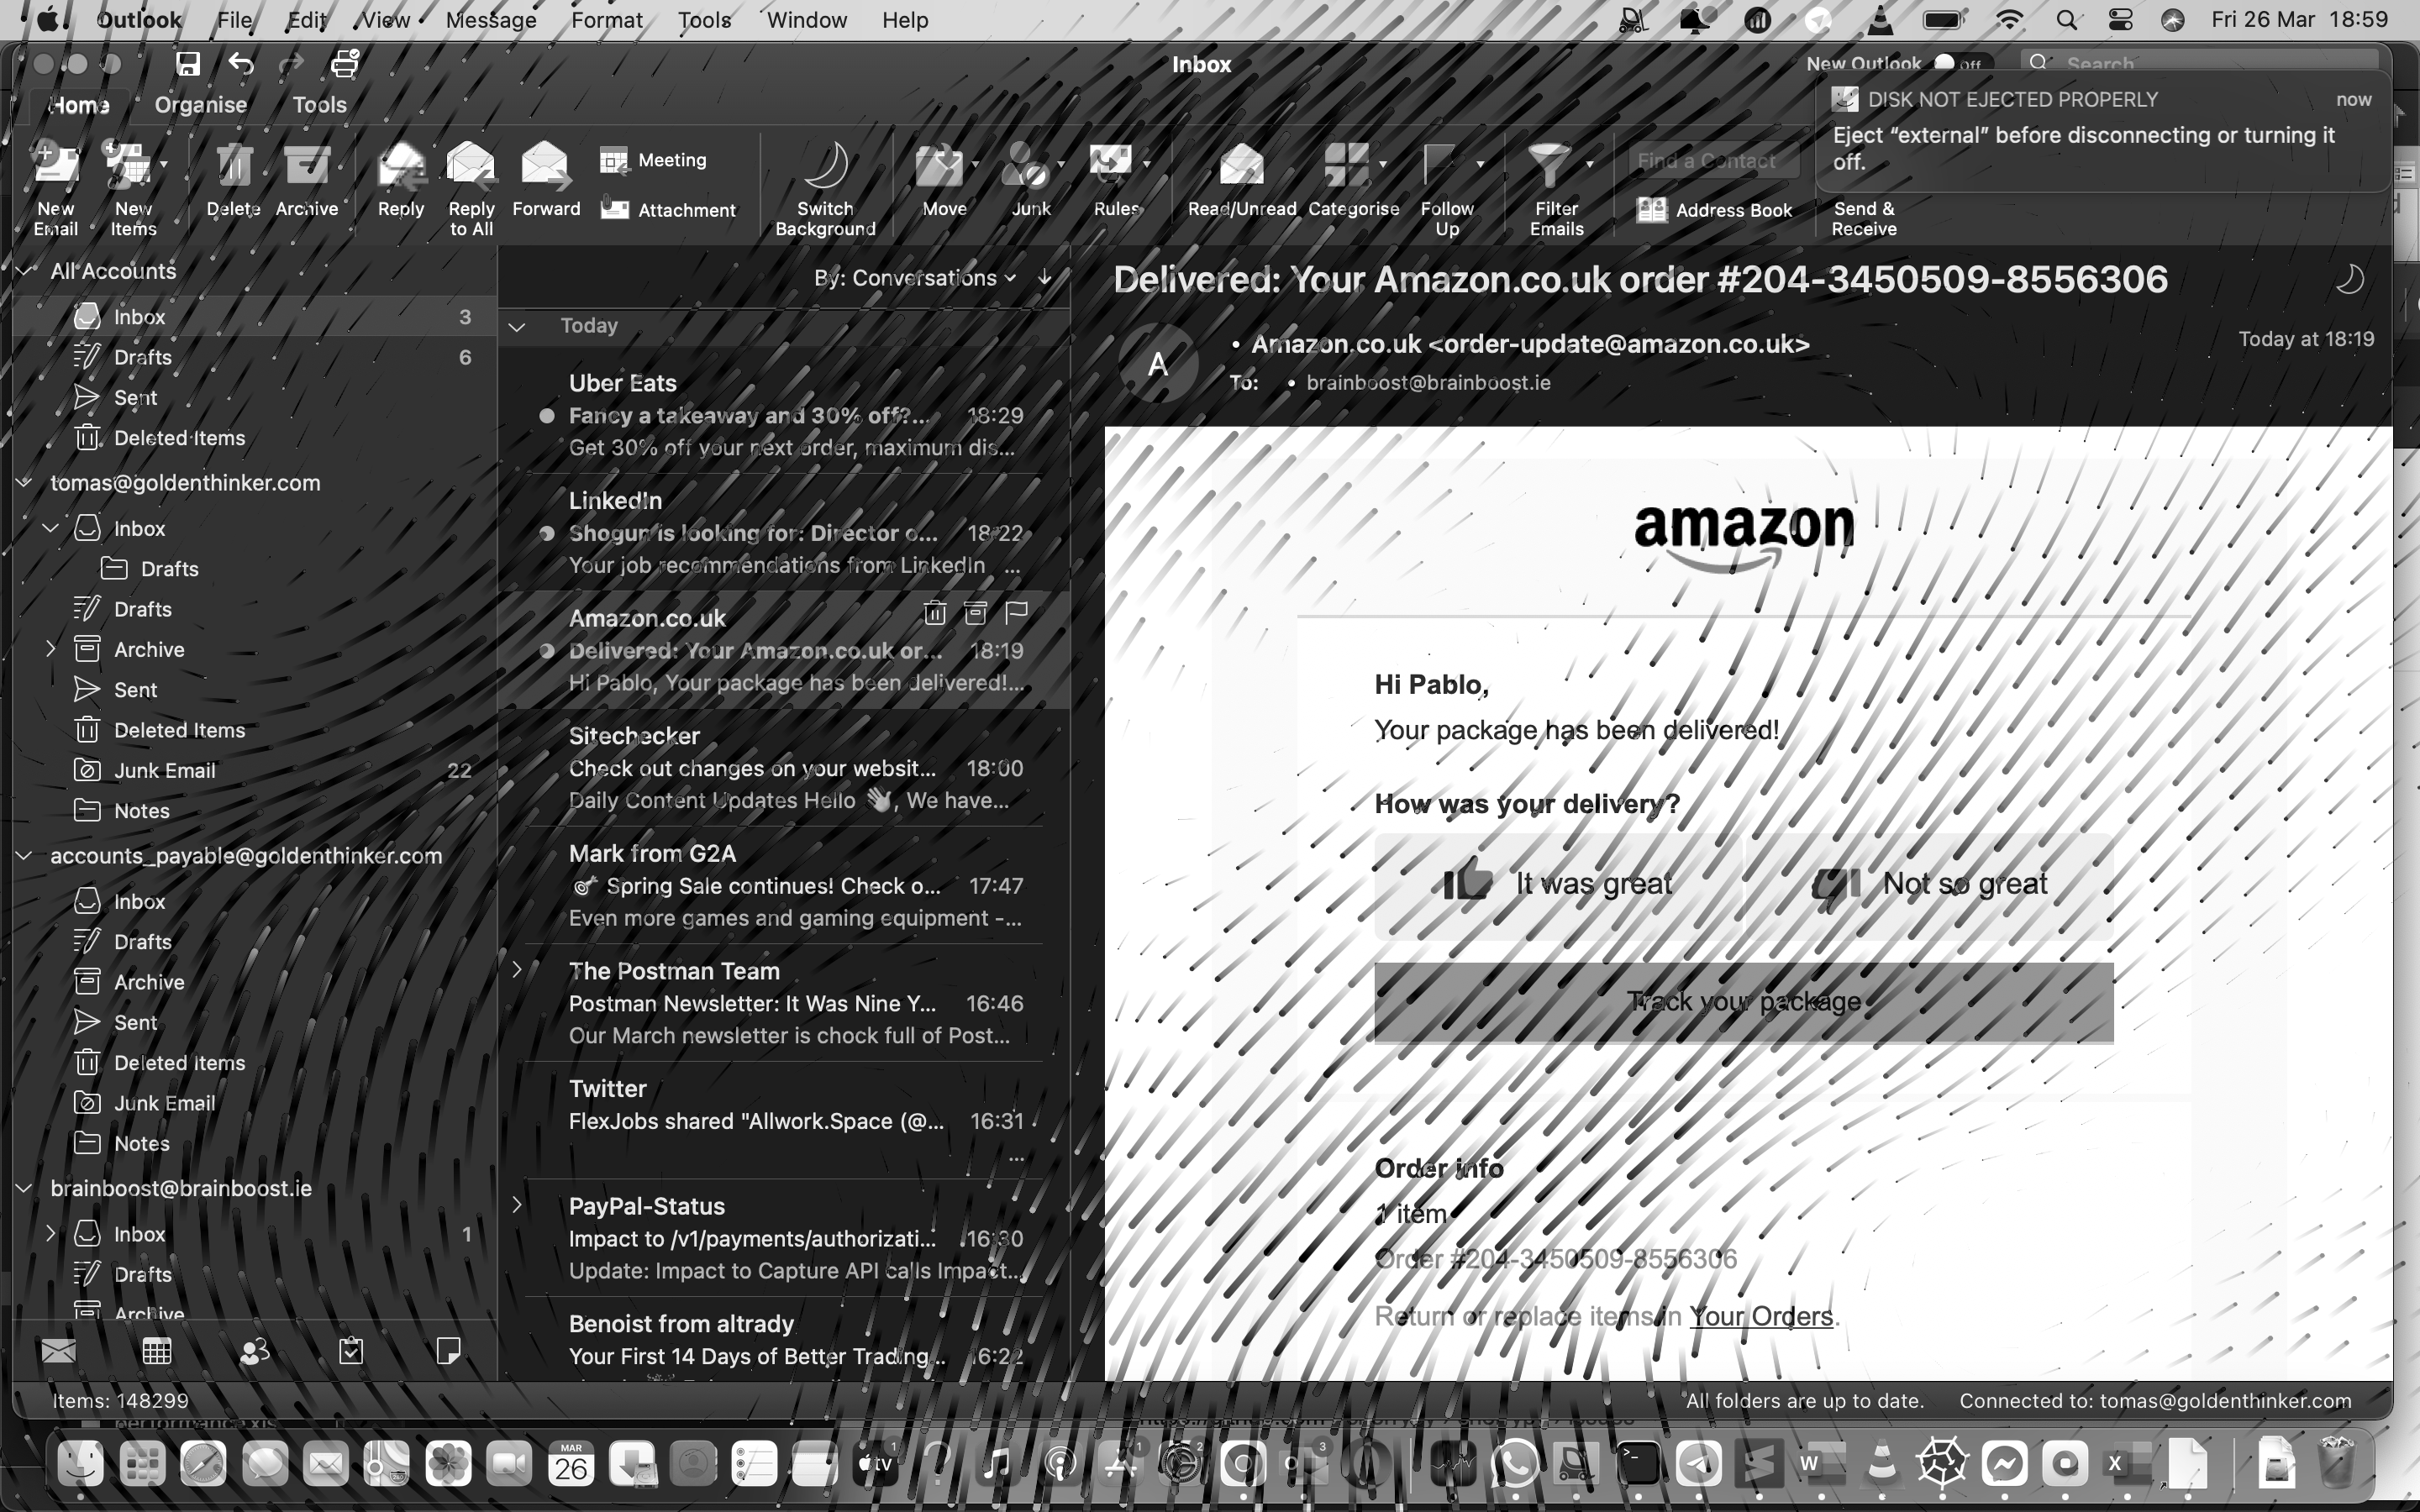 Outlook File Edit View Message Format Tools Window Help
Fri 26 Mar 18:59
Inbox
New Outlook Off
Search
Home Organise Tools
DISK NOT EJECTED PROPERLY now
Eject “external” before disconnecting or turning it
off.
New
Email
New
Items
Delete
Archive
Reply
Reply
to All
Forward
Meeting
Attachment
Switch
Background
Move
Junk
Rules
Read/Unread
Categorise
Follow
Up
Filter
Emails
Find a Contact
Address Book
Send &
Receive
All Accounts
Inbox 3
Drafts 6
Sent
Deleted Items
tomas@goldenthinker.com
Inbox
Drafts
Drafts
Archive
Sent
Deleted Items
Junk Email 22
Notes
accounts_payable@goldenthinker.com
Inbox
Drafts
Archive
Sent
Deleted Items
Junk Email
Notes
brainboost@brainboost.ie
Inbox 1
Drafts
Archive
Items: 148299
By: Conversations
Today
Uber Eats
Fancy a takeaway and 30% off?... 18:29
Get 30% off your next order, maximum dis...
LinkedIn
Shogun is looking for: Director o... 18:22
Your job recommendations from LinkedIn ...
Amazon.co.uk
Delivered: Your Amazon.co.uk or... 18:19
Hi Pablo, Your package has been delivered!...
Sitechecker
Check out changes on your websit... 18:00
Daily Content Updates Hello 👋, We have...
Mark from G2A
Spring Sale continues! Check o... 17:47
Even more games and gaming equipment -...
The Postman Team
Postman Newsletter: It Was Nine Y... 16:46
Our March newsletter is chock full of Post...
Twitter
FlexJobs shared "Allwork.Space (@... 16:31
...
PayPal-Status
Impact to /v1/payments/authorizati... 16:30
Update: Impact to Capture API calls Impact...
Benoist from altrady
Your First 14 Days of Better Trading... 16:22
Delivered: Your Amazon.co.uk order #204-3450509-8556306
A
Amazon.co.uk <order-update@amazon.co.uk>
Today at 18:19
To: brainboost@brainboost.ie
amazon
Hi Pablo,
Your package has been delivered!
How was your delivery?
It was great
Not so great
Track your package
Order info
1 item
Order #204-3450509-8556306
Return or replace items in Your Orders.
All folders are up to date. Connected to: tomas@goldenthinker.com
MAR
26
tv
1
1
2
3
W
X